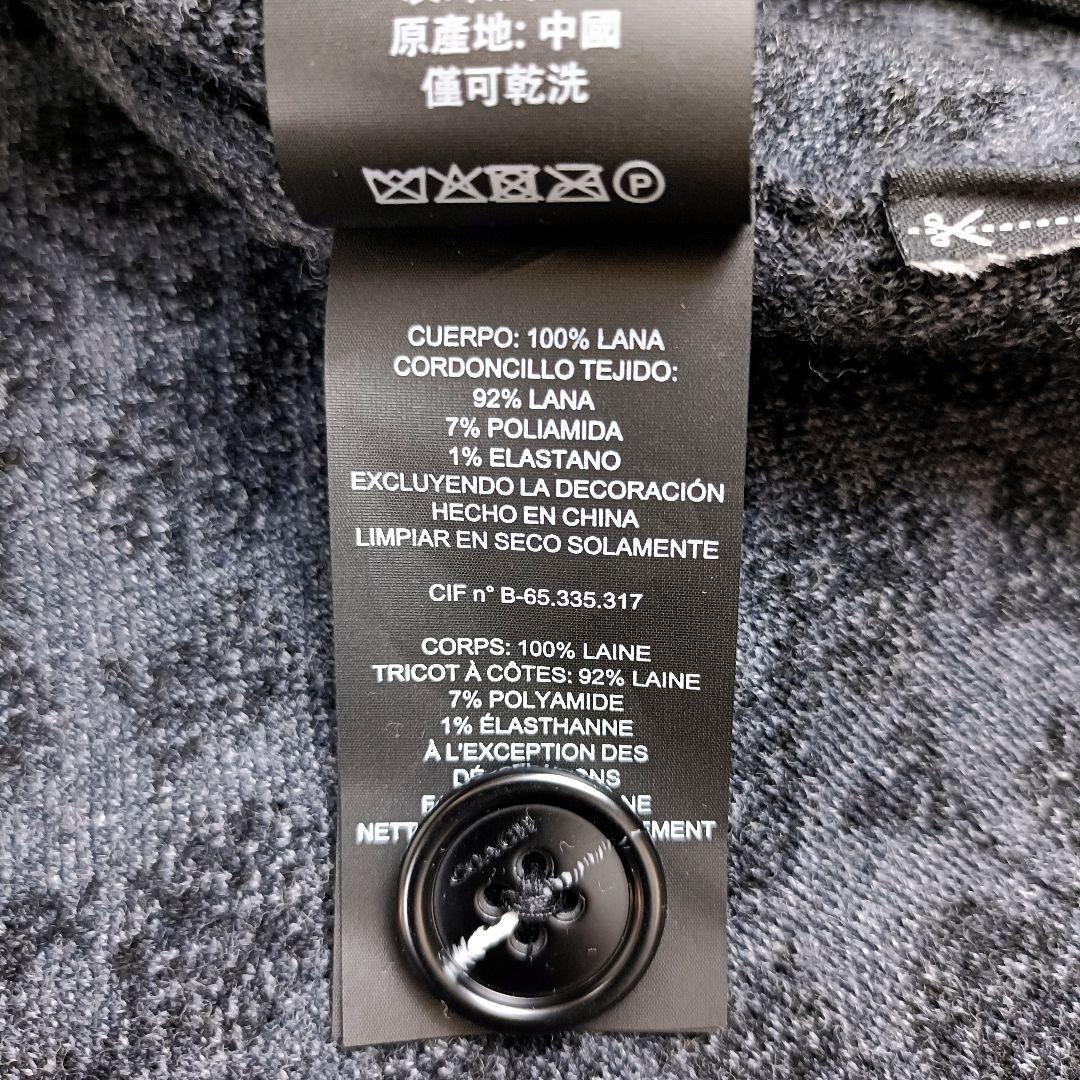 原產地: 中國
僅可乾洗
P
CUERPO: 100% LANA
CORDONCILLO TEJIDO:
92% LANA
7% POLIAMIDA
1% ELASTANO
EXCLUYENDO LA DECORACIÓN
HECHO EN CHINA
LIMPIAR EN SECO SOLAMENTE
CIF n° B-65.335.317
CORPS: 100% LAINE
TRICOT À CÔTES: 92% LAINE
7% POLYAMIDE
1% ÉLASTHANNE
À L'EXCEPTION DES
COACH